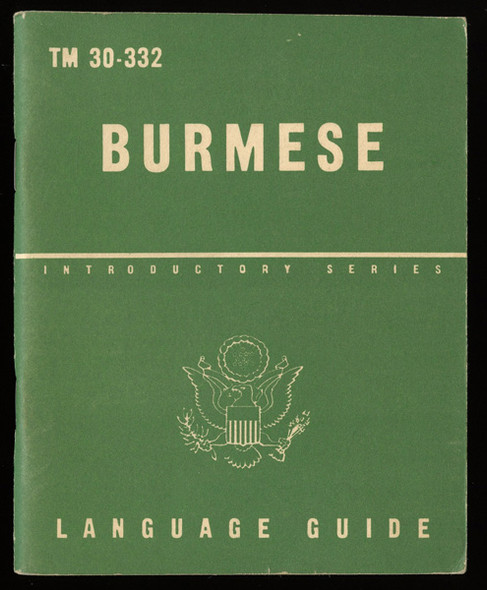 TM 30-332
BURMESE
INTRODUCTORY SERIES
LANGUAGE GUIDE